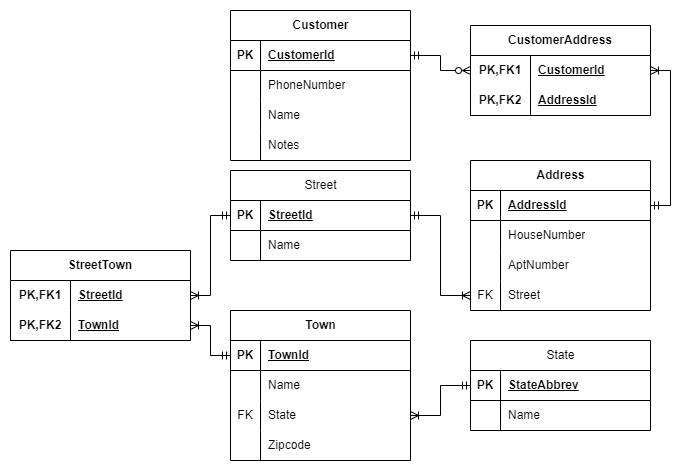 Customer
PK CustomerId
PhoneNumber
Name
Notes
CustomerAddress
PK,FK1 CustomerId
PK,FK2 AddressId
Street
PK StreetId
Name
Address
PK AddressId
HouseNumber
AptNumber
FK Street
StreetTown
PK,FK1 StreetId
PK,FK2 TownId
Town
PK TownId
Name
FK State
Zipcode
State
PK StateAbbrev
Name